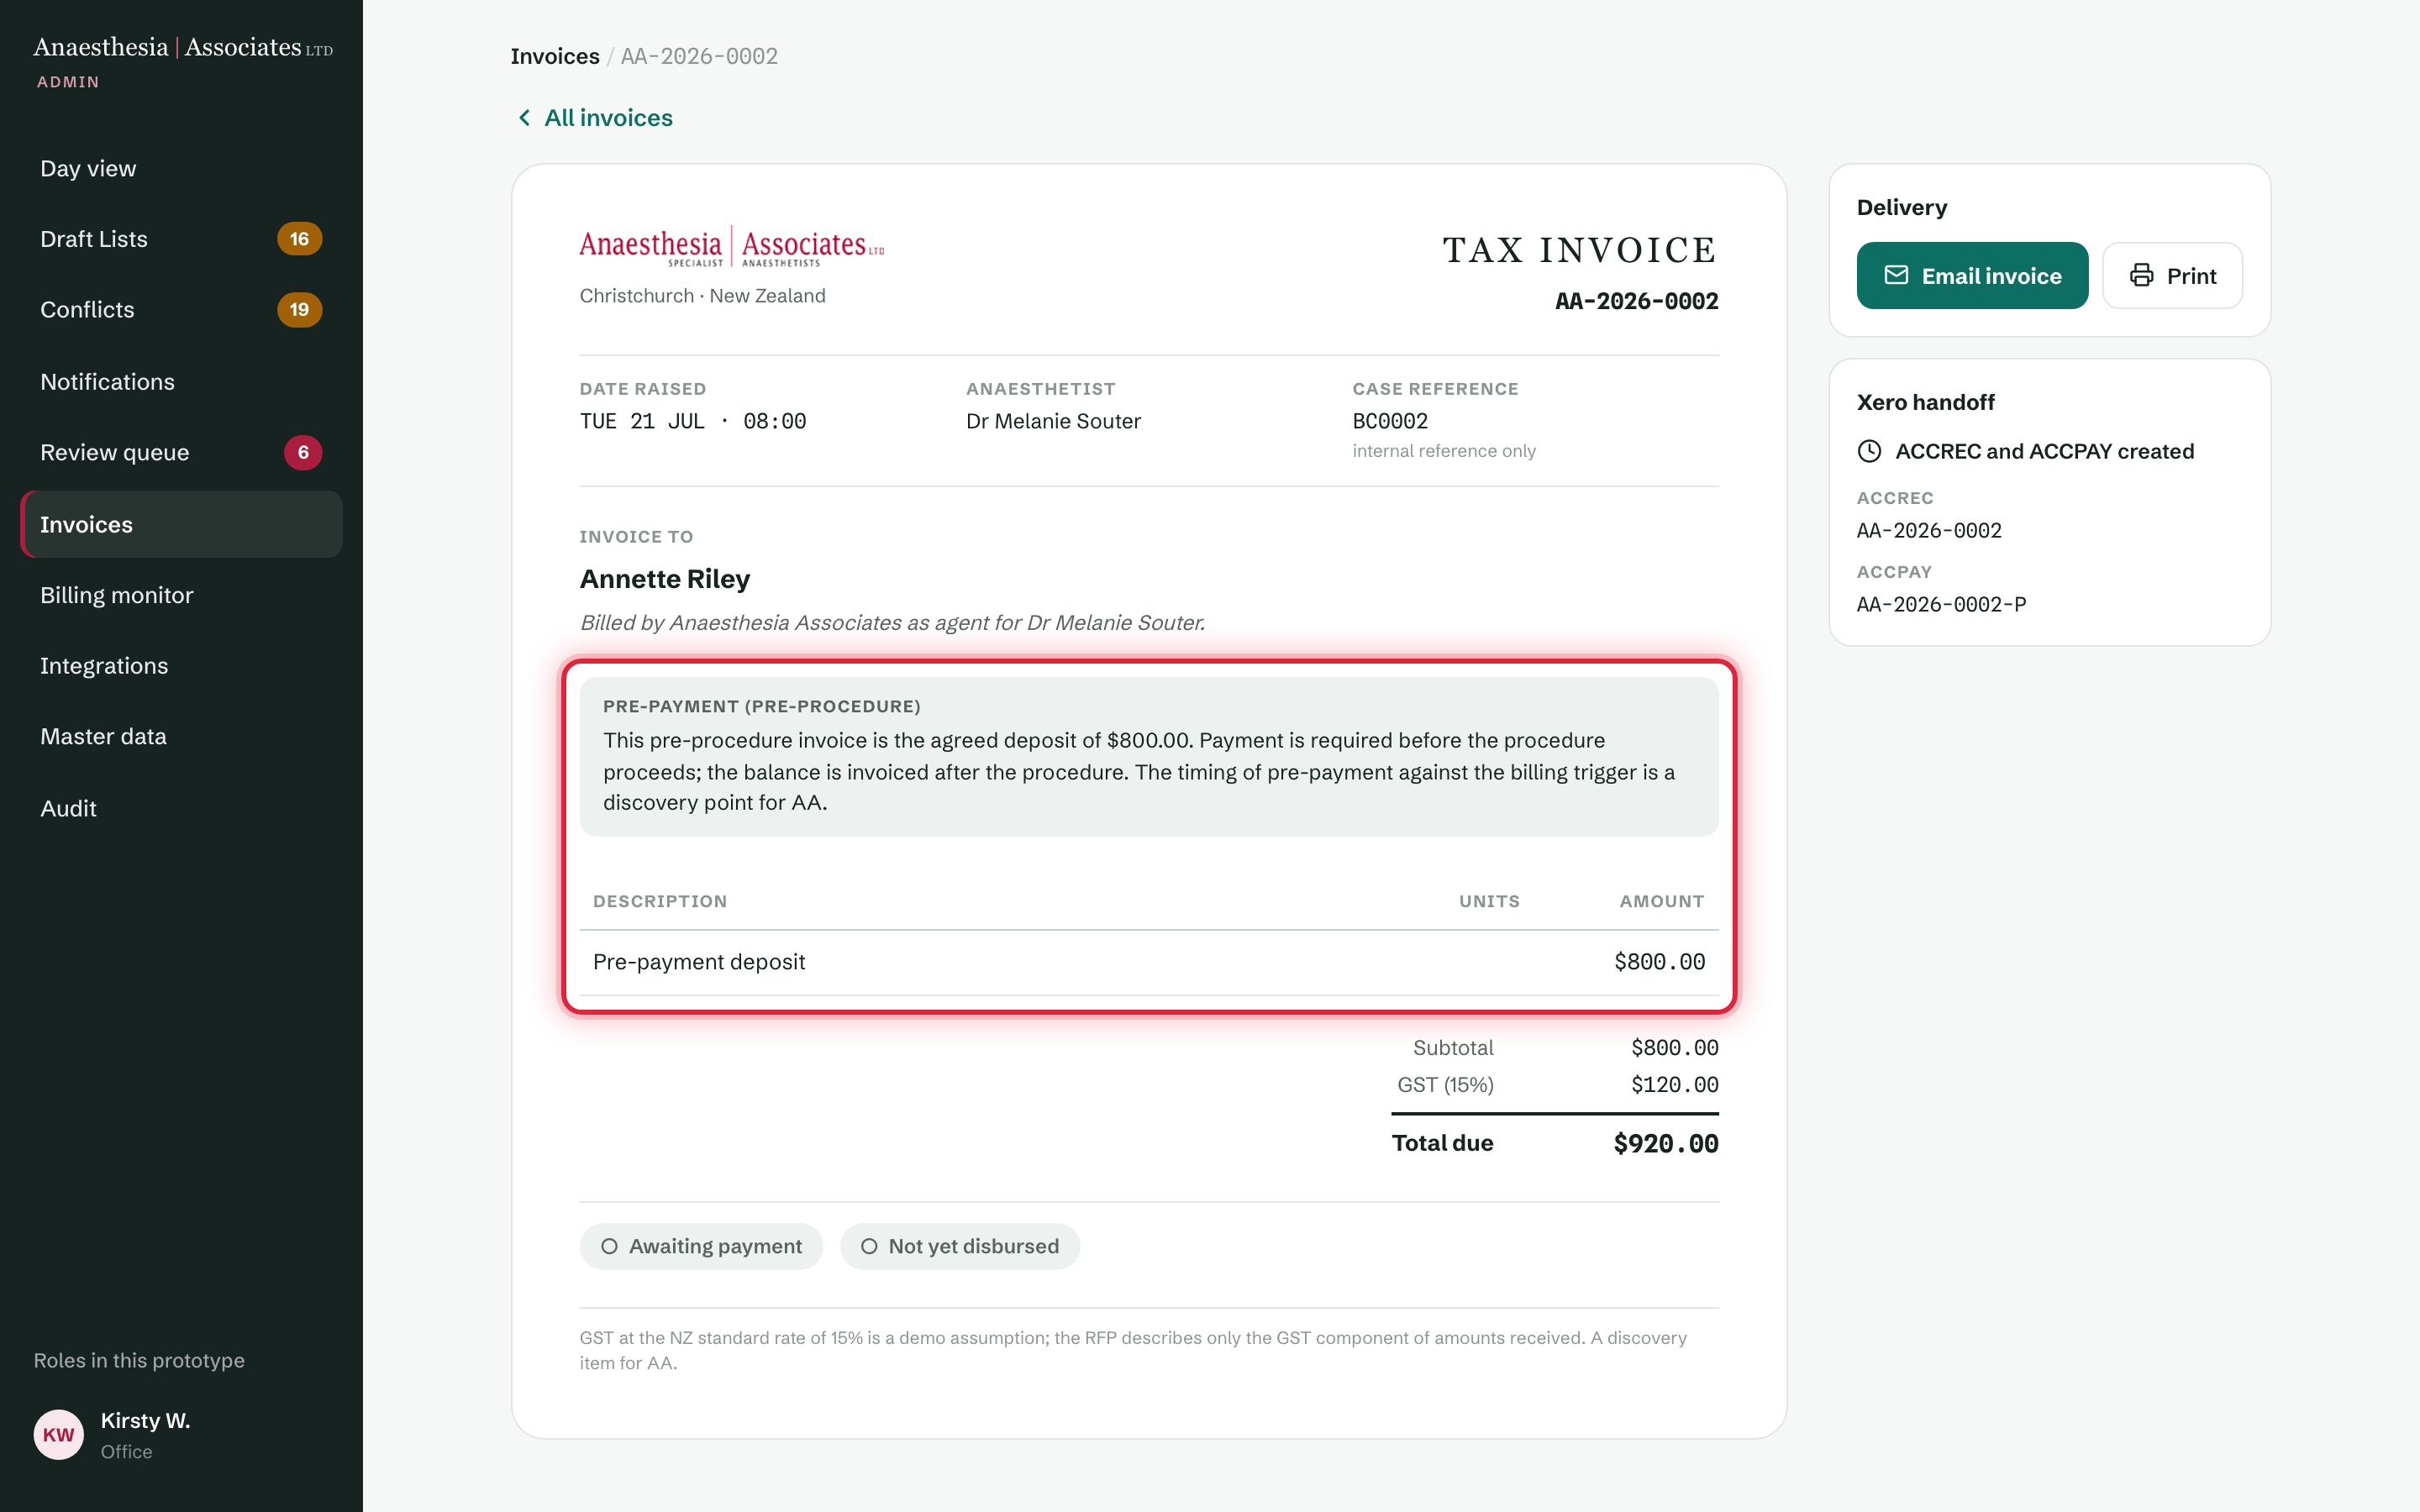 Anaesthesia | Associates LTD
ADMIN
Day view
Draft Lists 16
Conflicts 19
Notifications
Review queue 6
Invoices
Billing monitor
Integrations
Master data
Audit
Roles in this prototype
KW
Kirsty W.
Office
Invoices / AA-2026-0002
All invoices
Anaesthesia | Associates LTD
SPECIALIST ANAESTHETISTS
Christchurch · New Zealand
TAX INVOICE
AA-2026-0002
DATE RAISED
TUE 21 JUL · 08:00
ANAESTHETIST
Dr Melanie Souter
CASE REFERENCE
BC0002
internal reference only
INVOICE TO
Annette Riley
Billed by Anaesthesia Associates as agent for Dr Melanie Souter.
PRE-PAYMENT (PRE-PROCEDURE)
This pre-procedure invoice is the agreed deposit of $800.00. Payment is required before the procedure
proceeds; the balance is invoiced after the procedure. The timing of pre-payment against the billing trigger is a
discovery point for AA.
DESCRIPTION UNITS AMOUNT
Pre-payment deposit $800.00
Subtotal $800.00
GST (15%) $120.00
Total due $920.00
Awaiting payment
Not yet disbursed
GST at the NZ standard rate of 15% is a demo assumption; the RFP describes only the GST component of amounts received. A discovery
item for AA.
Delivery
Email invoice
Print
Xero handoff
ACCREC and ACCPAY created
ACCREC
AA-2026-0002
ACCPAY
AA-2026-0002-P